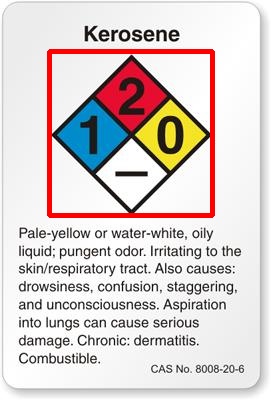 Kerosene
2
1 0
–
Pale-yellow or water-white, oily
liquid; pungent odor. Irritating to the
skin/respiratory tract. Also causes:
drowsiness, confusion, staggering,
and unconsciousness. Aspiration
into lungs can cause serious
damage. Chronic: dermatitis.
Combustible.
CAS No. 8008-20-6